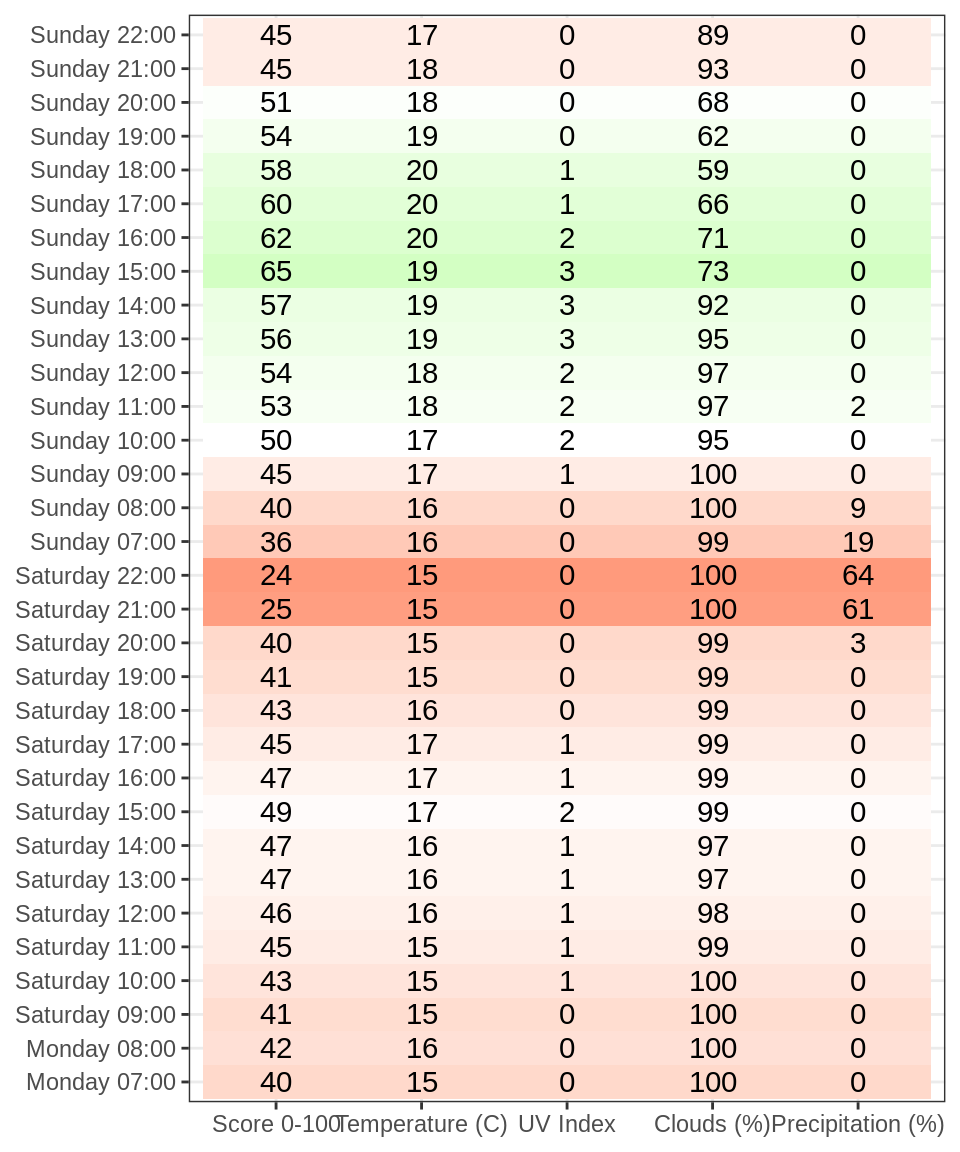 Sunday 22:00 45 17 0 89 0
Sunday 21:00 45 18 0 93 0
Sunday 20:00 51 18 0 68 0
Sunday 19:00 54 19 0 62 0
Sunday 18:00 58 20 1 59 0
Sunday 17:00 60 20 1 66 0
Sunday 16:00 62 20 2 71 0
Sunday 15:00 65 19 3 73 0
Sunday 14:00 57 19 3 92 0
Sunday 13:00 56 19 3 95 0
Sunday 12:00 54 18 2 97 0
Sunday 11:00 53 18 2 97 2
Sunday 10:00 50 17 2 95 0
Sunday 09:00 45 17 1 100 0
Sunday 08:00 40 16 0 100 9
Sunday 07:00 36 16 0 99 19
Saturday 22:00 24 15 0 100 64
Saturday 21:00 25 15 0 100 61
Saturday 20:00 40 15 0 99 3
Saturday 19:00 41 15 0 99 0
Saturday 18:00 43 16 0 99 0
Saturday 17:00 45 17 1 99 0
Saturday 16:00 47 17 1 99 0
Saturday 15:00 49 17 2 99 0
Saturday 14:00 47 16 1 97 0
Saturday 13:00 47 16 1 97 0
Saturday 12:00 46 16 1 98 0
Saturday 11:00 45 15 1 99 0
Saturday 10:00 43 15 1 100 0
Saturday 09:00 41 15 0 100 0
Monday 08:00 42 16 0 100 0
Monday 07:00 40 15 0 100 0
Score 0-100 Temperature (C) UV Index Clouds (%) Precipitation (%)